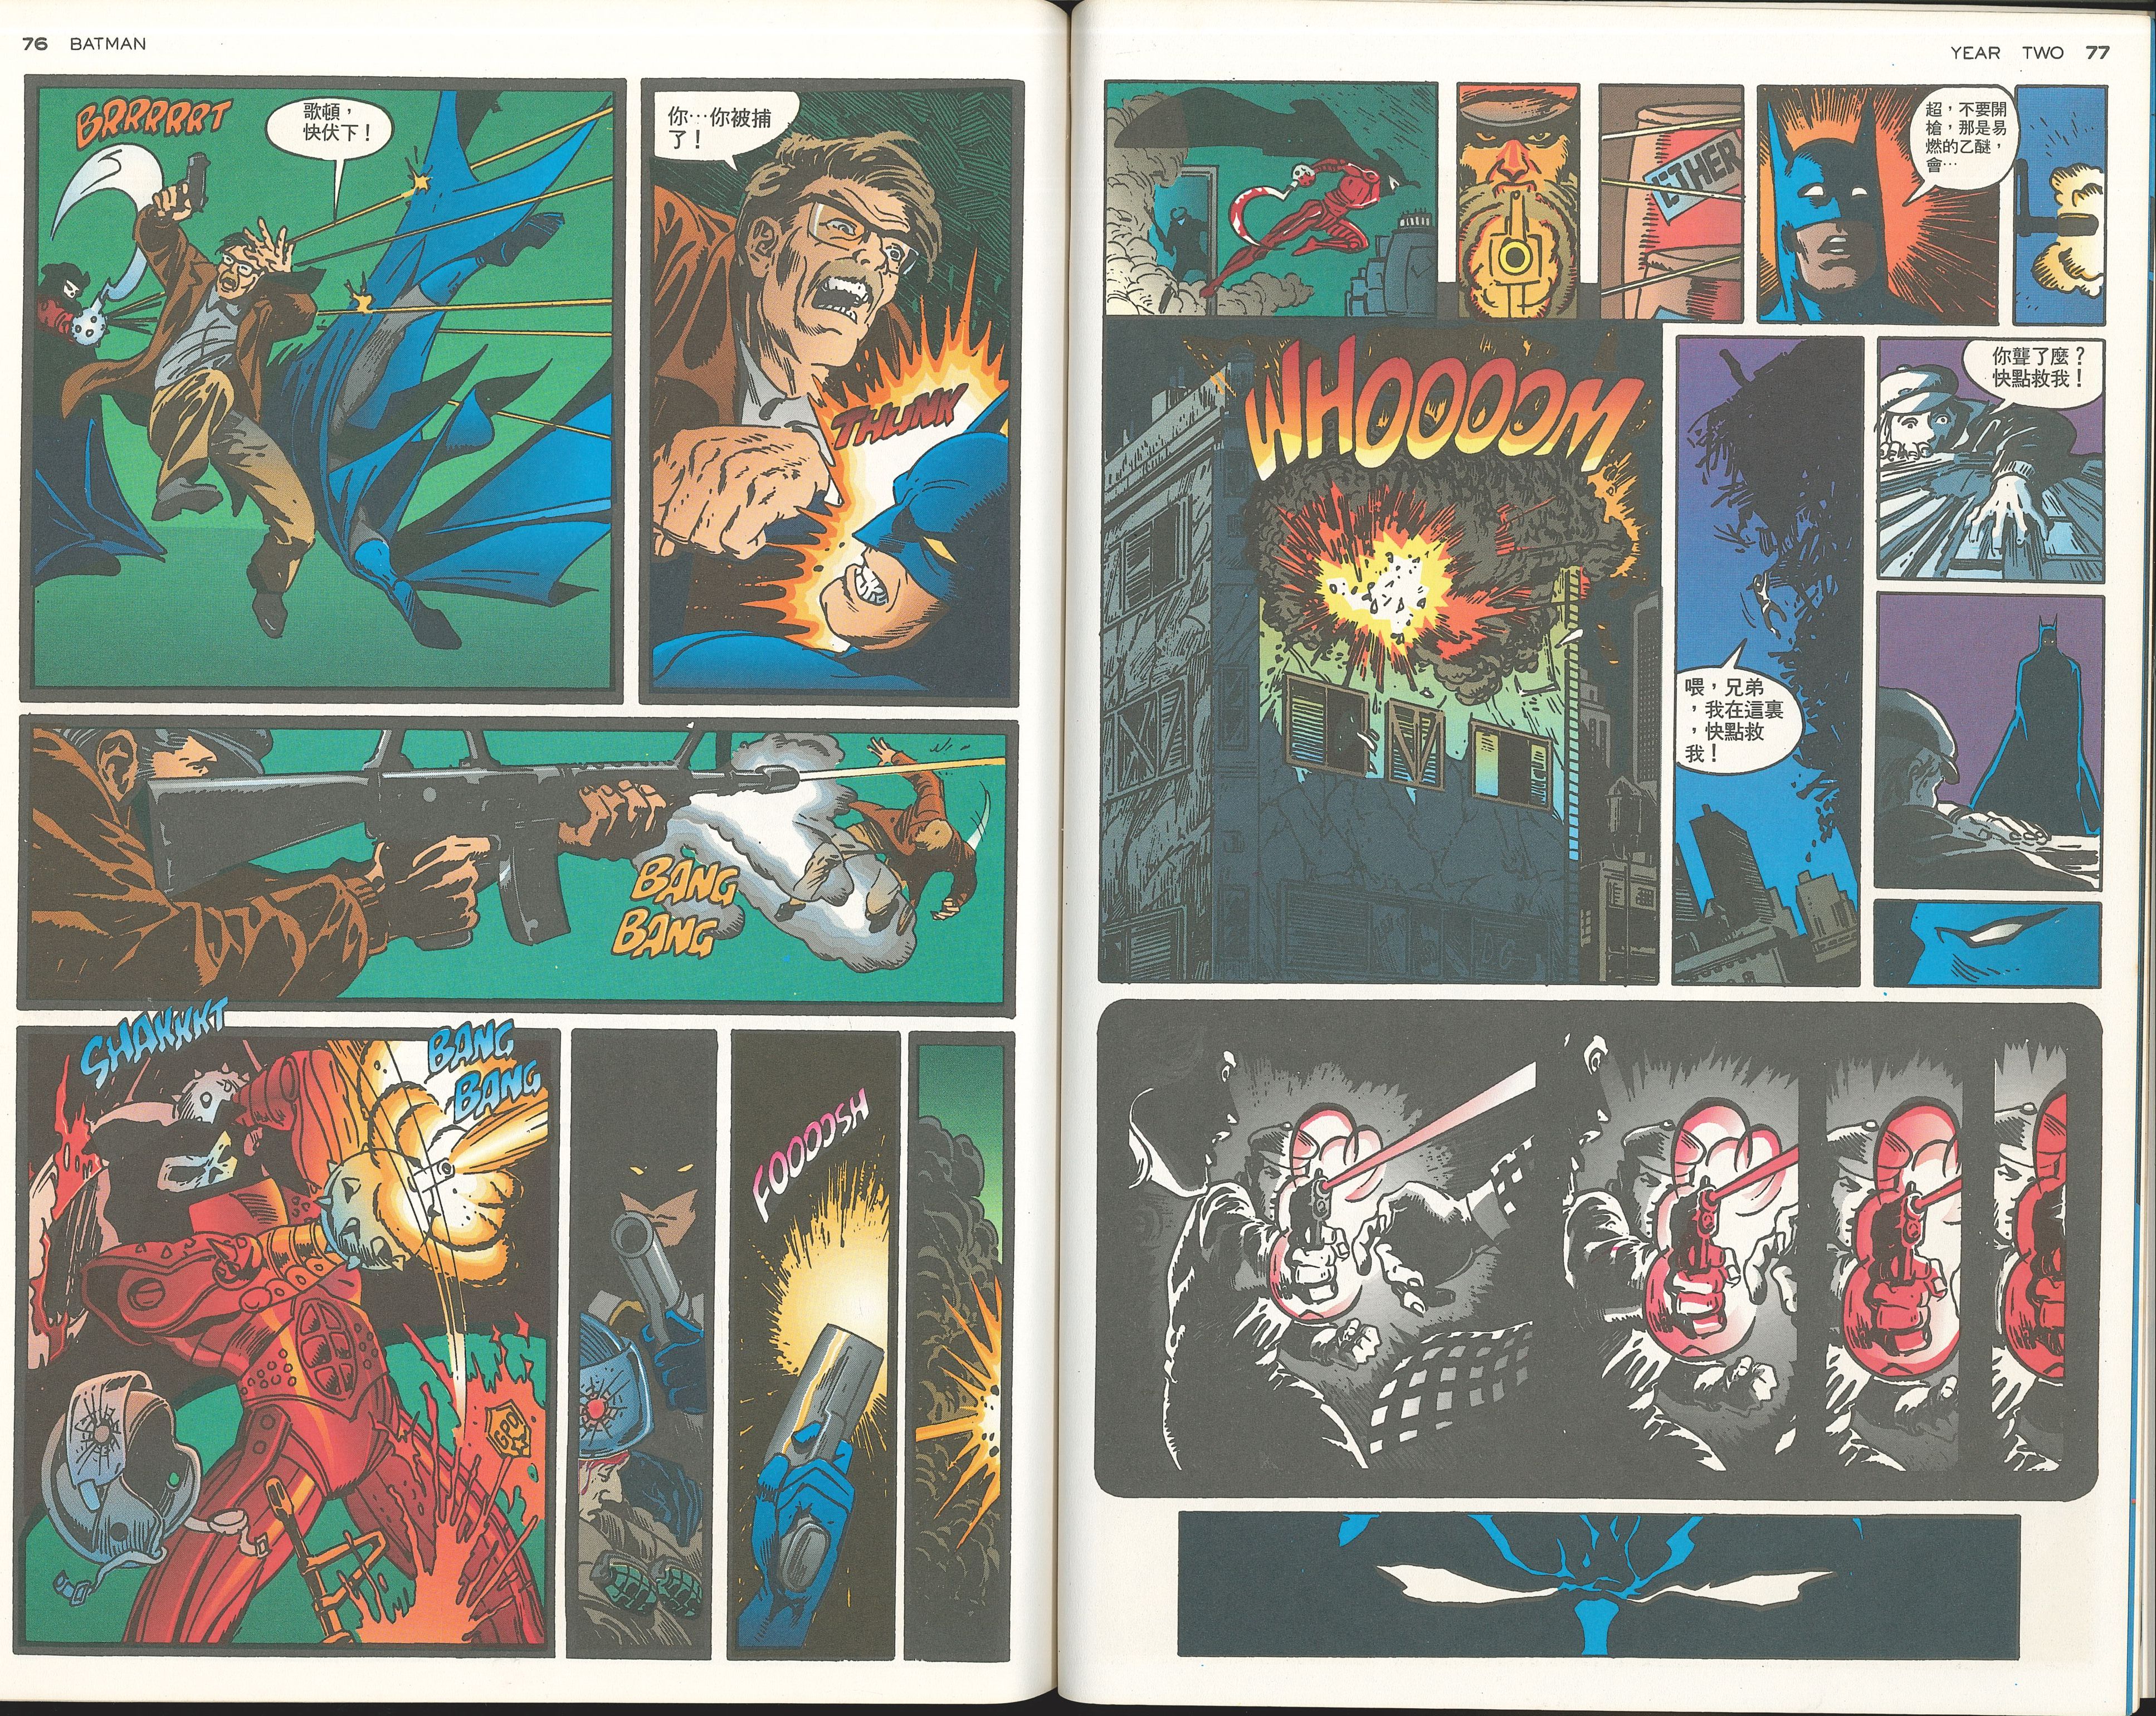 76 BATMAN
BRRRRRT
歌頓，
快伏下！
你…你被捕
了！
THUNK
BANG
BANG
SHAKKKT
BANG
BANG
GBO
FOOOOSH
YEAR TWO 77
ETHER
超，不要開
槍，那是易
燃的乙醚，
會…
WHOOOOM
喂，兄弟
，我在這裏
，快點救
我！
你聾了麼？
快點救我！